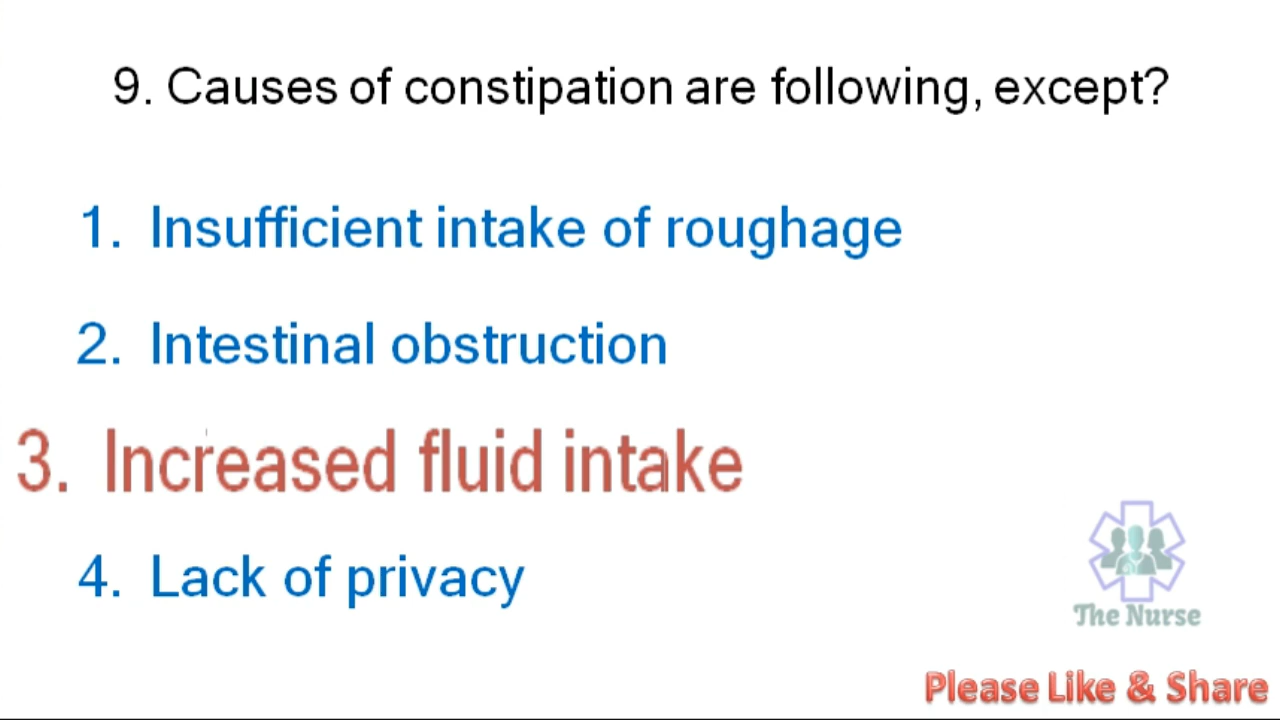 9. Causes of constipation are following, except?
1. Insufficient intake of roughage
2. Intestinal obstruction
3. Increased fluid intake
4. Lack of privacy
The Nurse
Please Like & Share